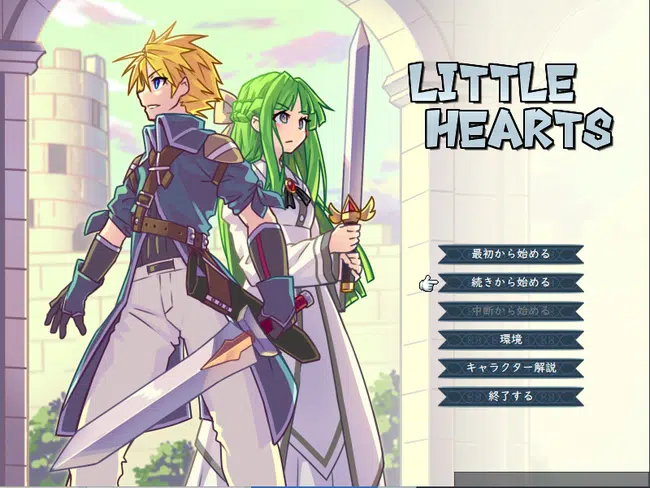 LITTLE
HEARTS
最初から始める
続きから始める
中断から始める
環境
キャラクター解説
終了する